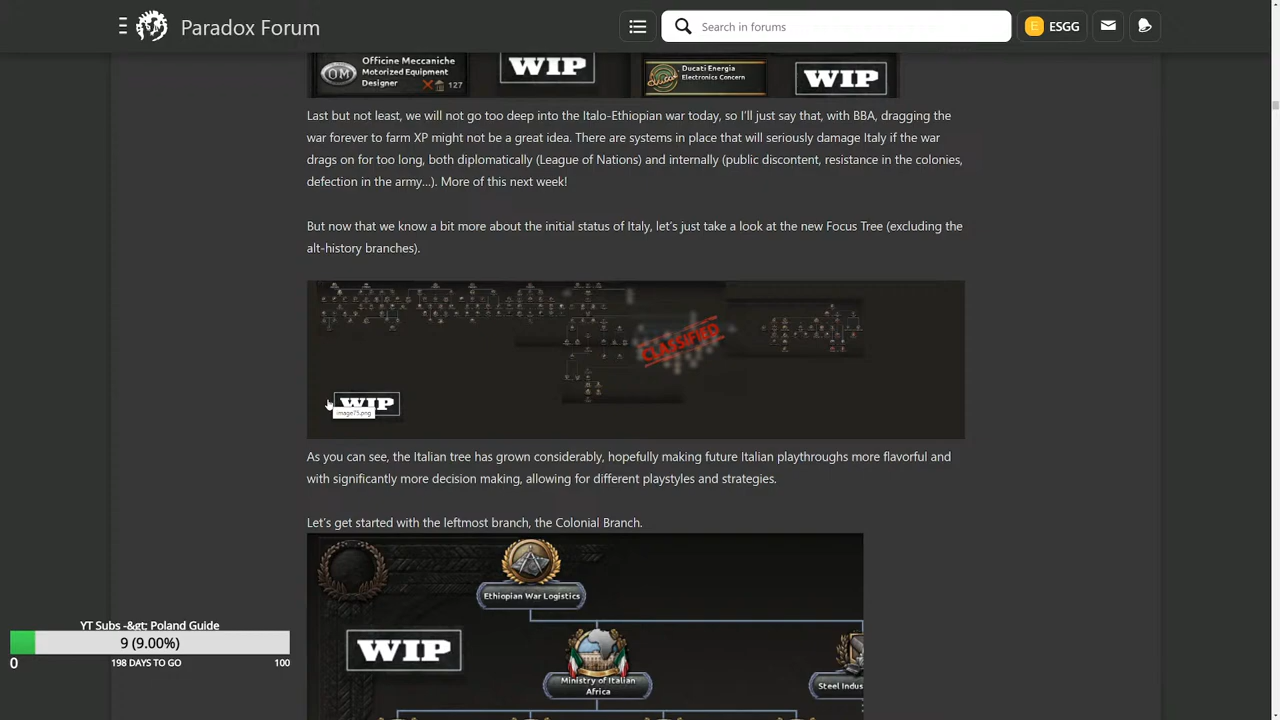 Paradox Forum
Search in forums
E
ESGG
Officine Meccaniche
Motorized Equipment
Designer
OM
127
WIP
Ducati Energia
Electronics Concern
WIP
Last but not least, we will not go too deep into the Italo-Ethiopian war today, so I'll just say that, with BBA, dragging the
war forever to farm XP might not be a great idea. There are systems in place that will seriously damage Italy if the war
drags on for too long, both diplomatically (League of Nations) and internally (public discontent, resistance in the colonies,
defection in the army...). More of this next week!
But now that we know a bit more about the initial status of Italy, let's just take a look at the new Focus Tree (excluding the
alt-history branches).
CLASSIFIED
WIP
image75.png
As you can see, the Italian tree has grown considerably, hopefully making future Italian playthroughs more flavorful and
with significantly more decision making, allowing for different playstyles and strategies.
Let's get started with the leftmost branch, the Colonial Branch.
Ethiopian War Logistics
WIP
Ministry of Italian
Africa
Steel Indus
YT Subs -&gt; Poland Guide
9 (9.00%)
0
198 DAYS TO GO
100